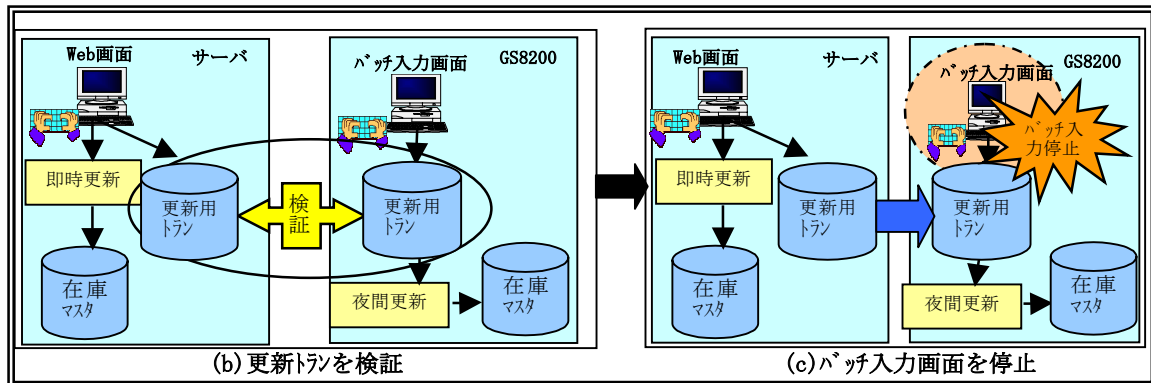 Web画面
サーバ
即時更新
更新用
ﾄﾗﾝ
在庫
ﾏｽﾀ
検
証
ﾊﾞｯﾁ入力画面
GS8200
更新用
ﾄﾗﾝ
夜間更新
在庫
ﾏｽﾀ
(b)更新ﾄﾗﾝを検証
Web画面
サーバ
即時更新
更新用
ﾄﾗﾝ
在庫
ﾏｽﾀ
GS8200
ﾊﾞｯﾁ入力画面
ﾊﾞｯﾁ入
力停止
更新用
ﾄﾗﾝ
夜間更新
在庫
ﾏｽﾀ
(c)ﾊﾞｯﾁ入力画面を停止